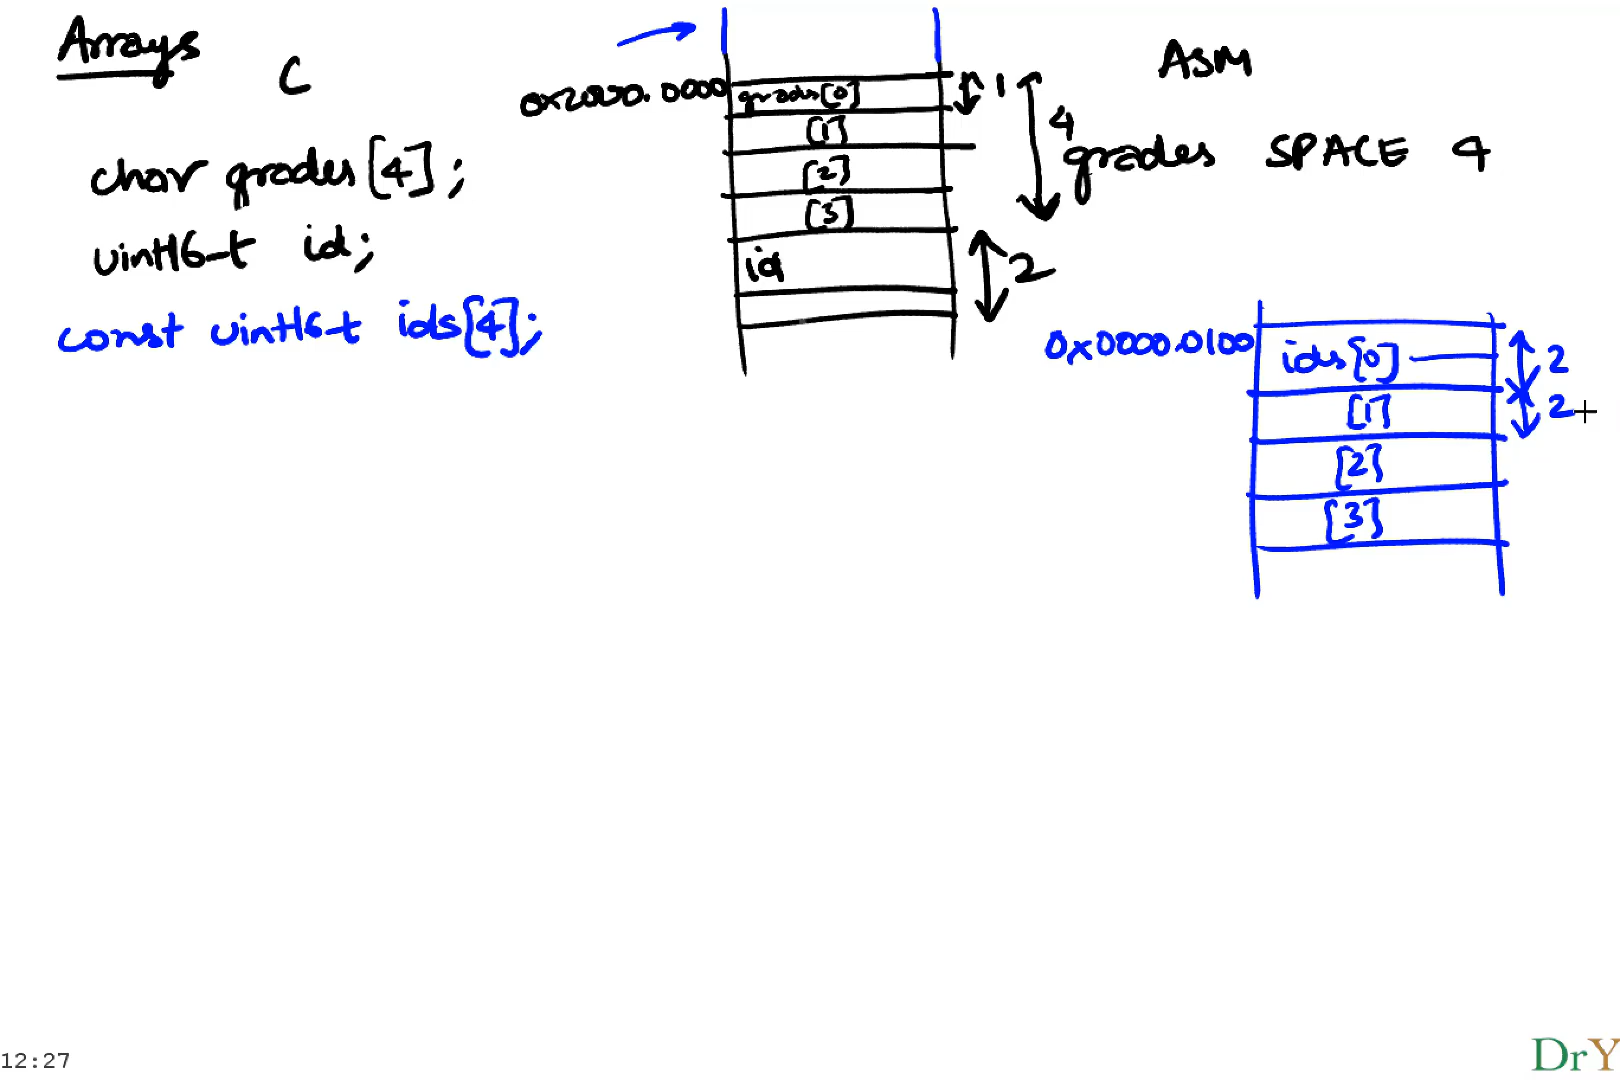 Arrays
C
ASM
0x2000.0000
grades[0]
1
[1]
4
char grades[4];
[2]
grades SPACE 4
[3]
uint16_t id;
id
2
const uint16_t ids[4];
0x0000.0100
ids[0]
2
[1]
2
[2]
[3]
12:27
DrY